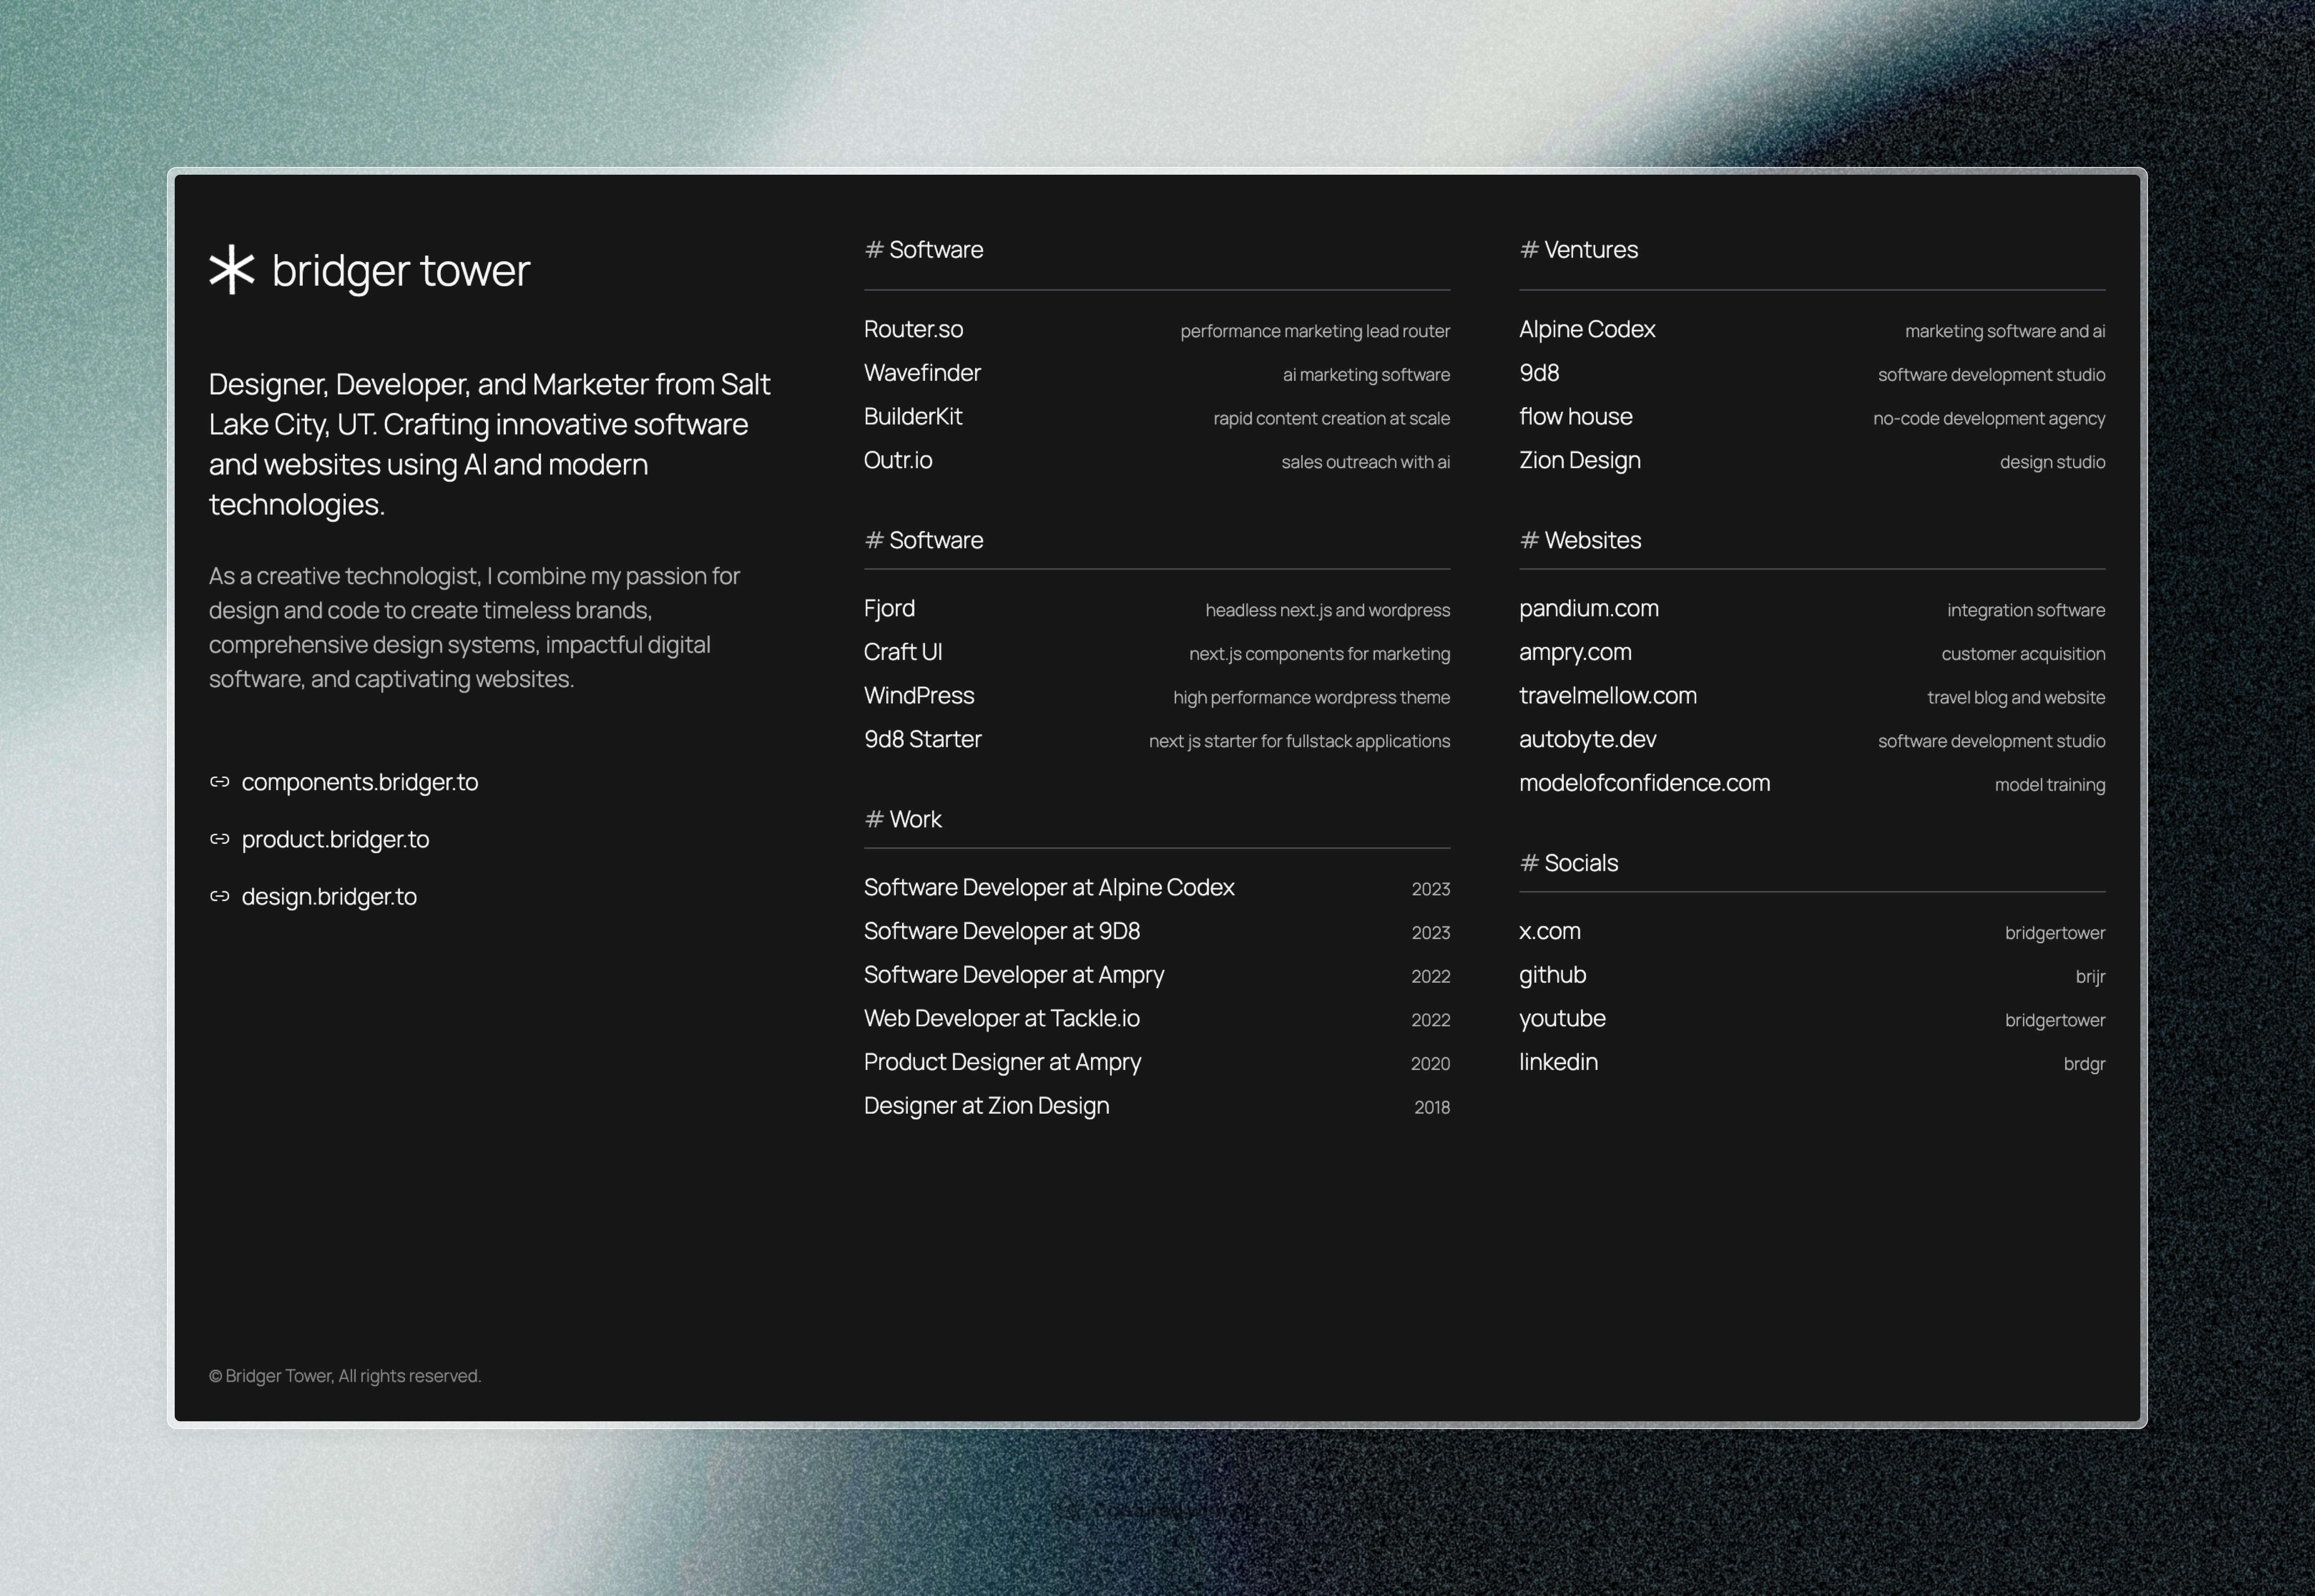 bridger tower
Designer, Developer, and Marketer from Salt
Lake City, UT. Crafting innovative software
and websites using AI and modern
technologies.
As a creative technologist, I combine my passion for
design and code to create timeless brands,
comprehensive design systems, impactful digital
software, and captivating websites.
components.bridger.to
product.bridger.to
design.bridger.to
© Bridger Tower, All rights reserved.
# Software
Router.so performance marketing lead router
Wavefinder ai marketing software
BuilderKit rapid content creation at scale
Outr.io sales outreach with ai
# Software
Fjord headless next.js and wordpress
Craft UI next.js components for marketing
WindPress high performance wordpress theme
9d8 Starter next js starter for fullstack applications
# Work
Software Developer at Alpine Codex 2023
Software Developer at 9D8 2023
Software Developer at Ampry 2022
Web Developer at Tackle.io 2022
Product Designer at Ampry 2020
Designer at Zion Design 2018
# Ventures
Alpine Codex marketing software and ai
9d8 software development studio
flow house no-code development agency
Zion Design design studio
# Websites
pandium.com integration software
ampry.com customer acquisition
travelmellow.com travel blog and website
autobyte.dev software development studio
modelofconfidence.com model training
# Socials
x.com bridgertower
github brijr
youtube bridgertower
linkedin brdgr